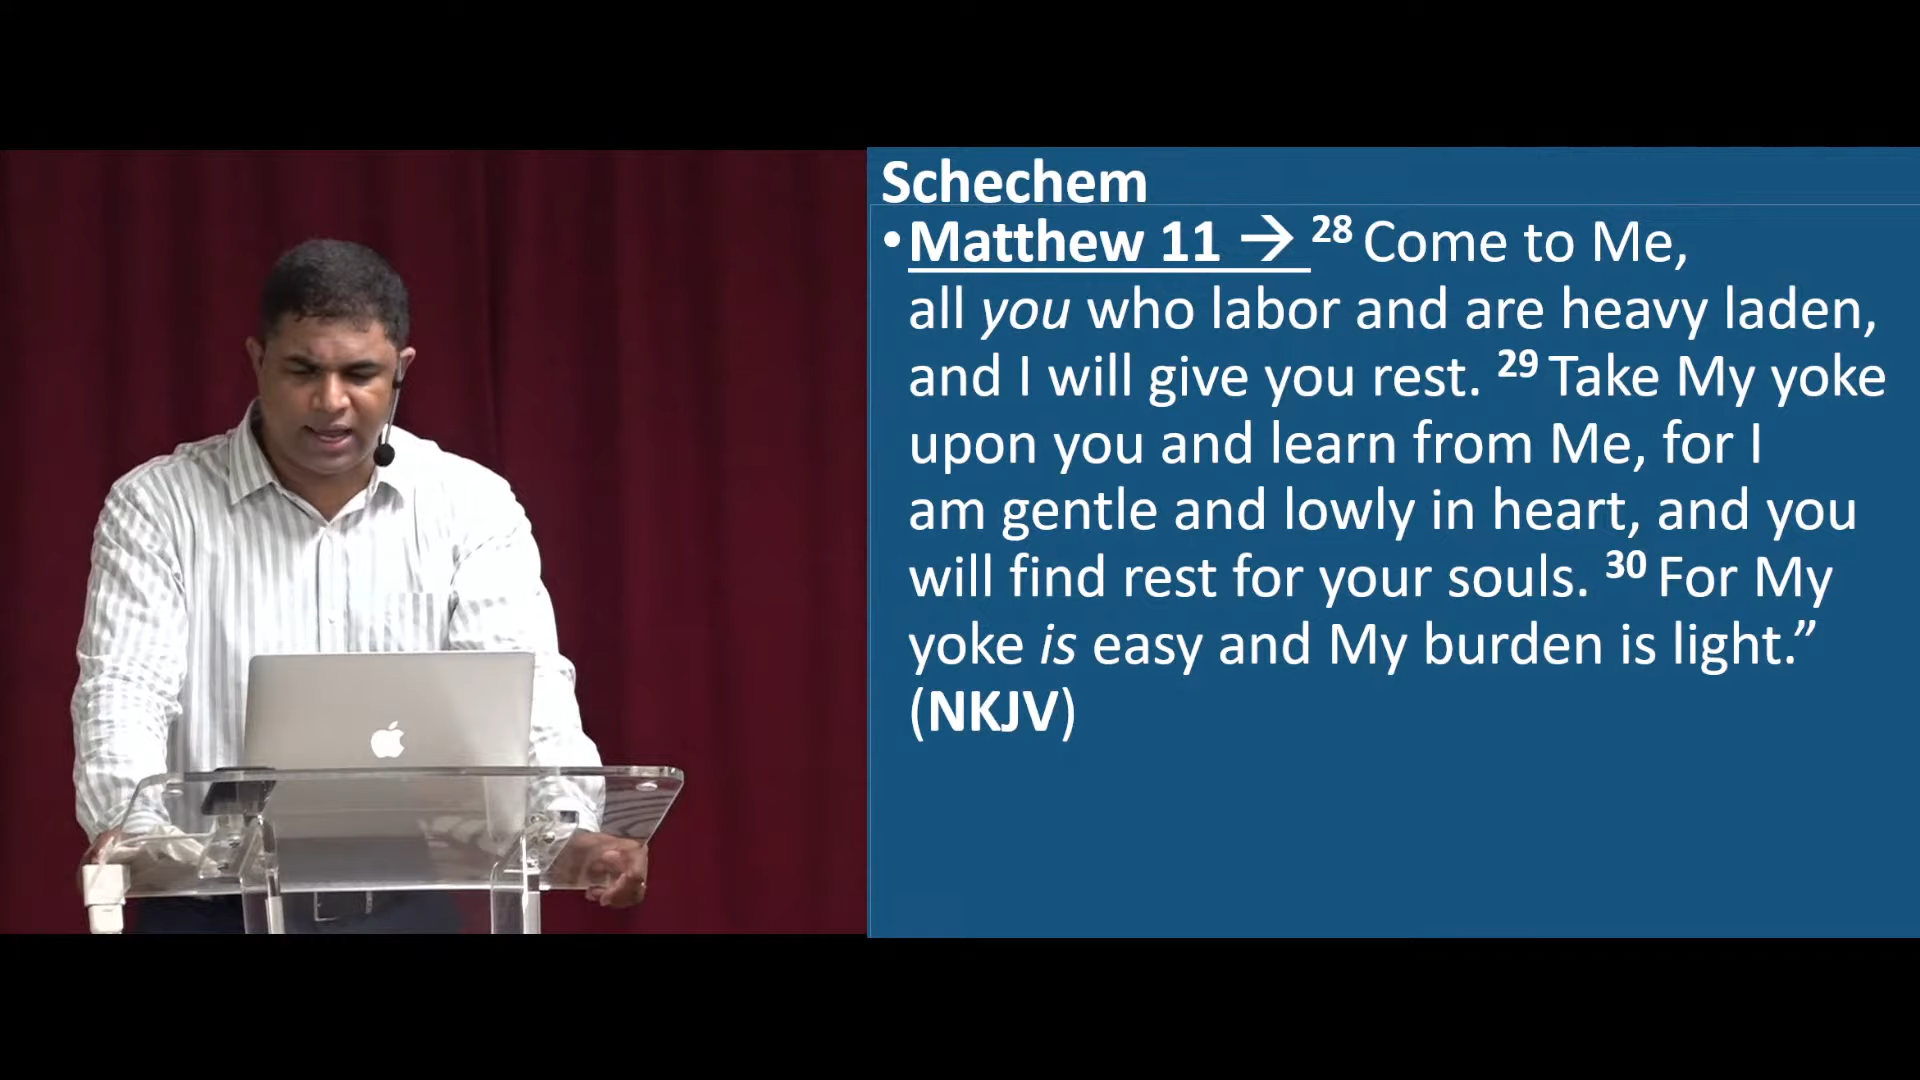 Schechem
•Matthew 11 → 28 Come to Me,
all you who labor and are heavy laden,
and I will give you rest. 29 Take My yoke
upon you and learn from Me, for I
am gentle and lowly in heart, and you
will find rest for your souls. 30 For My
yoke is easy and My burden is light.”
(NKJV)